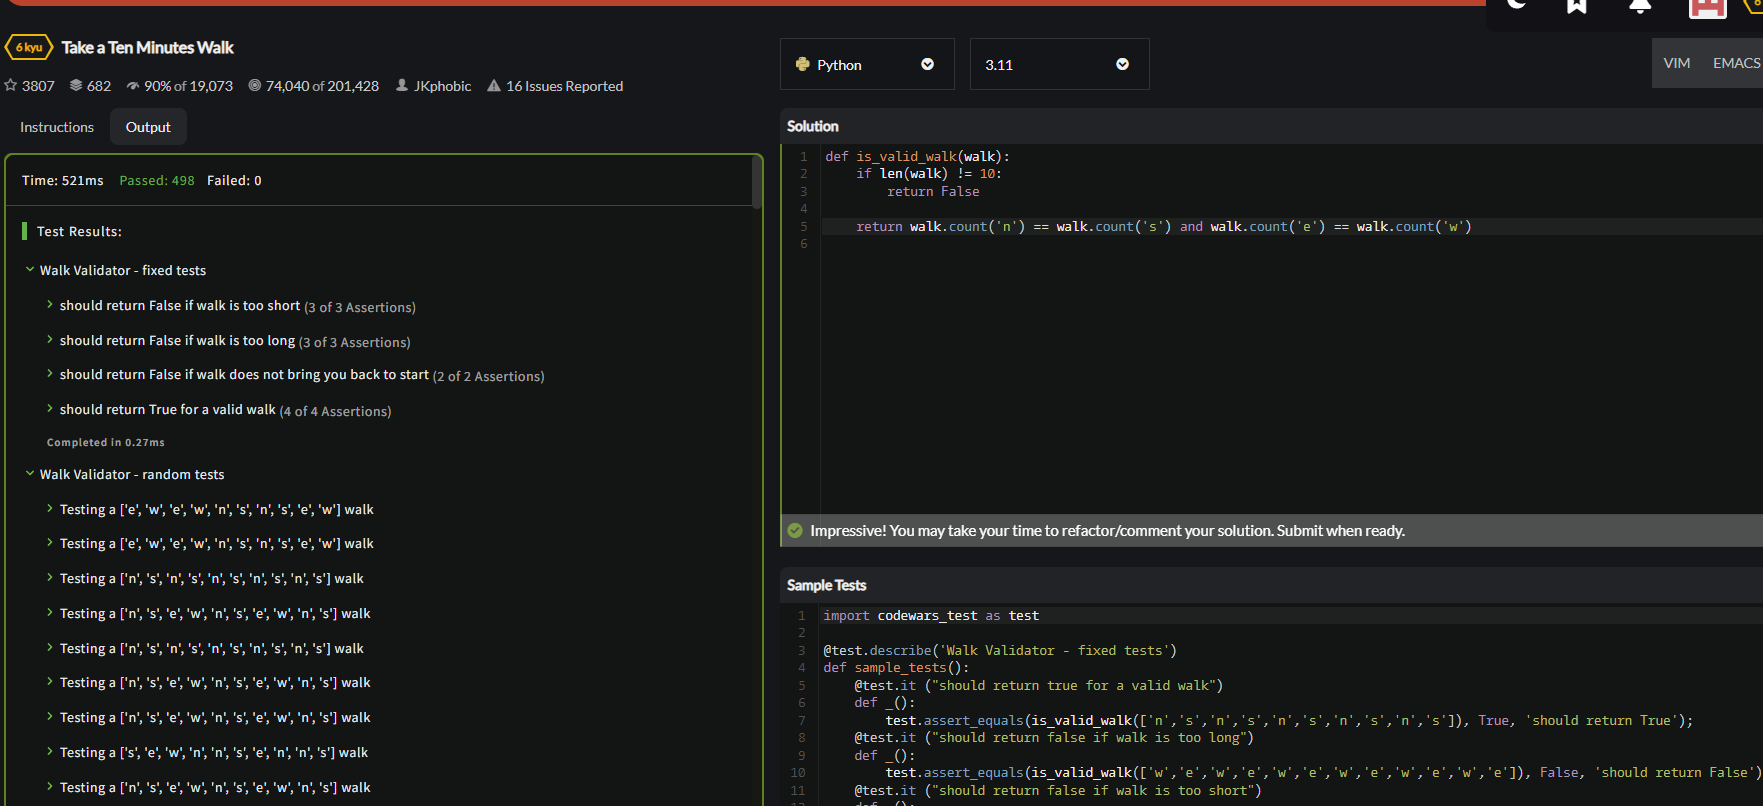 6 kyu Take a Ten Minutes Walk
3807 682 90% of 19,073 74,040 of 201,428 JKphobic 16 Issues Reported
Instructions Output
Time: 521ms Passed: 498 Failed: 0
Test Results:
Walk Validator - fixed tests
should return False if walk is too short (3 of 3 Assertions)
should return False if walk is too long (3 of 3 Assertions)
should return False if walk does not bring you back to start (2 of 2 Assertions)
should return True for a valid walk (4 of 4 Assertions)
Completed in 0.27ms
Walk Validator - random tests
Testing a ['e', 'w', 'e', 'w', 'n', 's', 'n', 's', 'e', 'w'] walk
Testing a ['e', 'w', 'e', 'w', 'n', 's', 'n', 's', 'e', 'w'] walk
Testing a ['n', 's', 'n', 's', 'n', 's', 'n', 's', 'n', 's'] walk
Testing a ['n', 's', 'e', 'w', 'n', 's', 'e', 'w', 'n', 's'] walk
Testing a ['n', 's', 'n', 's', 'n', 's', 'n', 's', 'n', 's'] walk
Testing a ['n', 's', 'e', 'w', 'n', 's', 'e', 'w', 'n', 's'] walk
Testing a ['n', 's', 'e', 'w', 'n', 's', 'e', 'w', 'n', 's'] walk
Testing a ['s', 'e', 'w', 'n', 'n', 's', 'e', 'n', 'n', 's'] walk
Testing a ['n', 's', 'e', 'w', 'n', 's', 'e', 'w', 'n', 's'] walk
Python 3.11 VIM EMACS
Solution
1 def is_valid_walk(walk):
2 if len(walk) != 10:
3 return False
4
5 return walk.count('n') == walk.count('s') and walk.count('e') == walk.count('w')
6
Impressive! You may take your time to refactor/comment your solution. Submit when ready.
Sample Tests
1 import codewars_test as test
2
3 @test.describe('Walk Validator - fixed tests')
4 def sample_tests():
5 @test.it ("should return true for a valid walk")
6 def _():
7 test.assert_equals(is_valid_walk(['n','s','n','s','n','s','n','s','n','s']), True, 'should return True');
8 @test.it ("should return false if walk is too long")
9 def _():
10 test.assert_equals(is_valid_walk(['w','e','w','e','w','e','w','e','w','e','w','e']), False, 'should return False')
11 @test.it ("should return false if walk is too short")